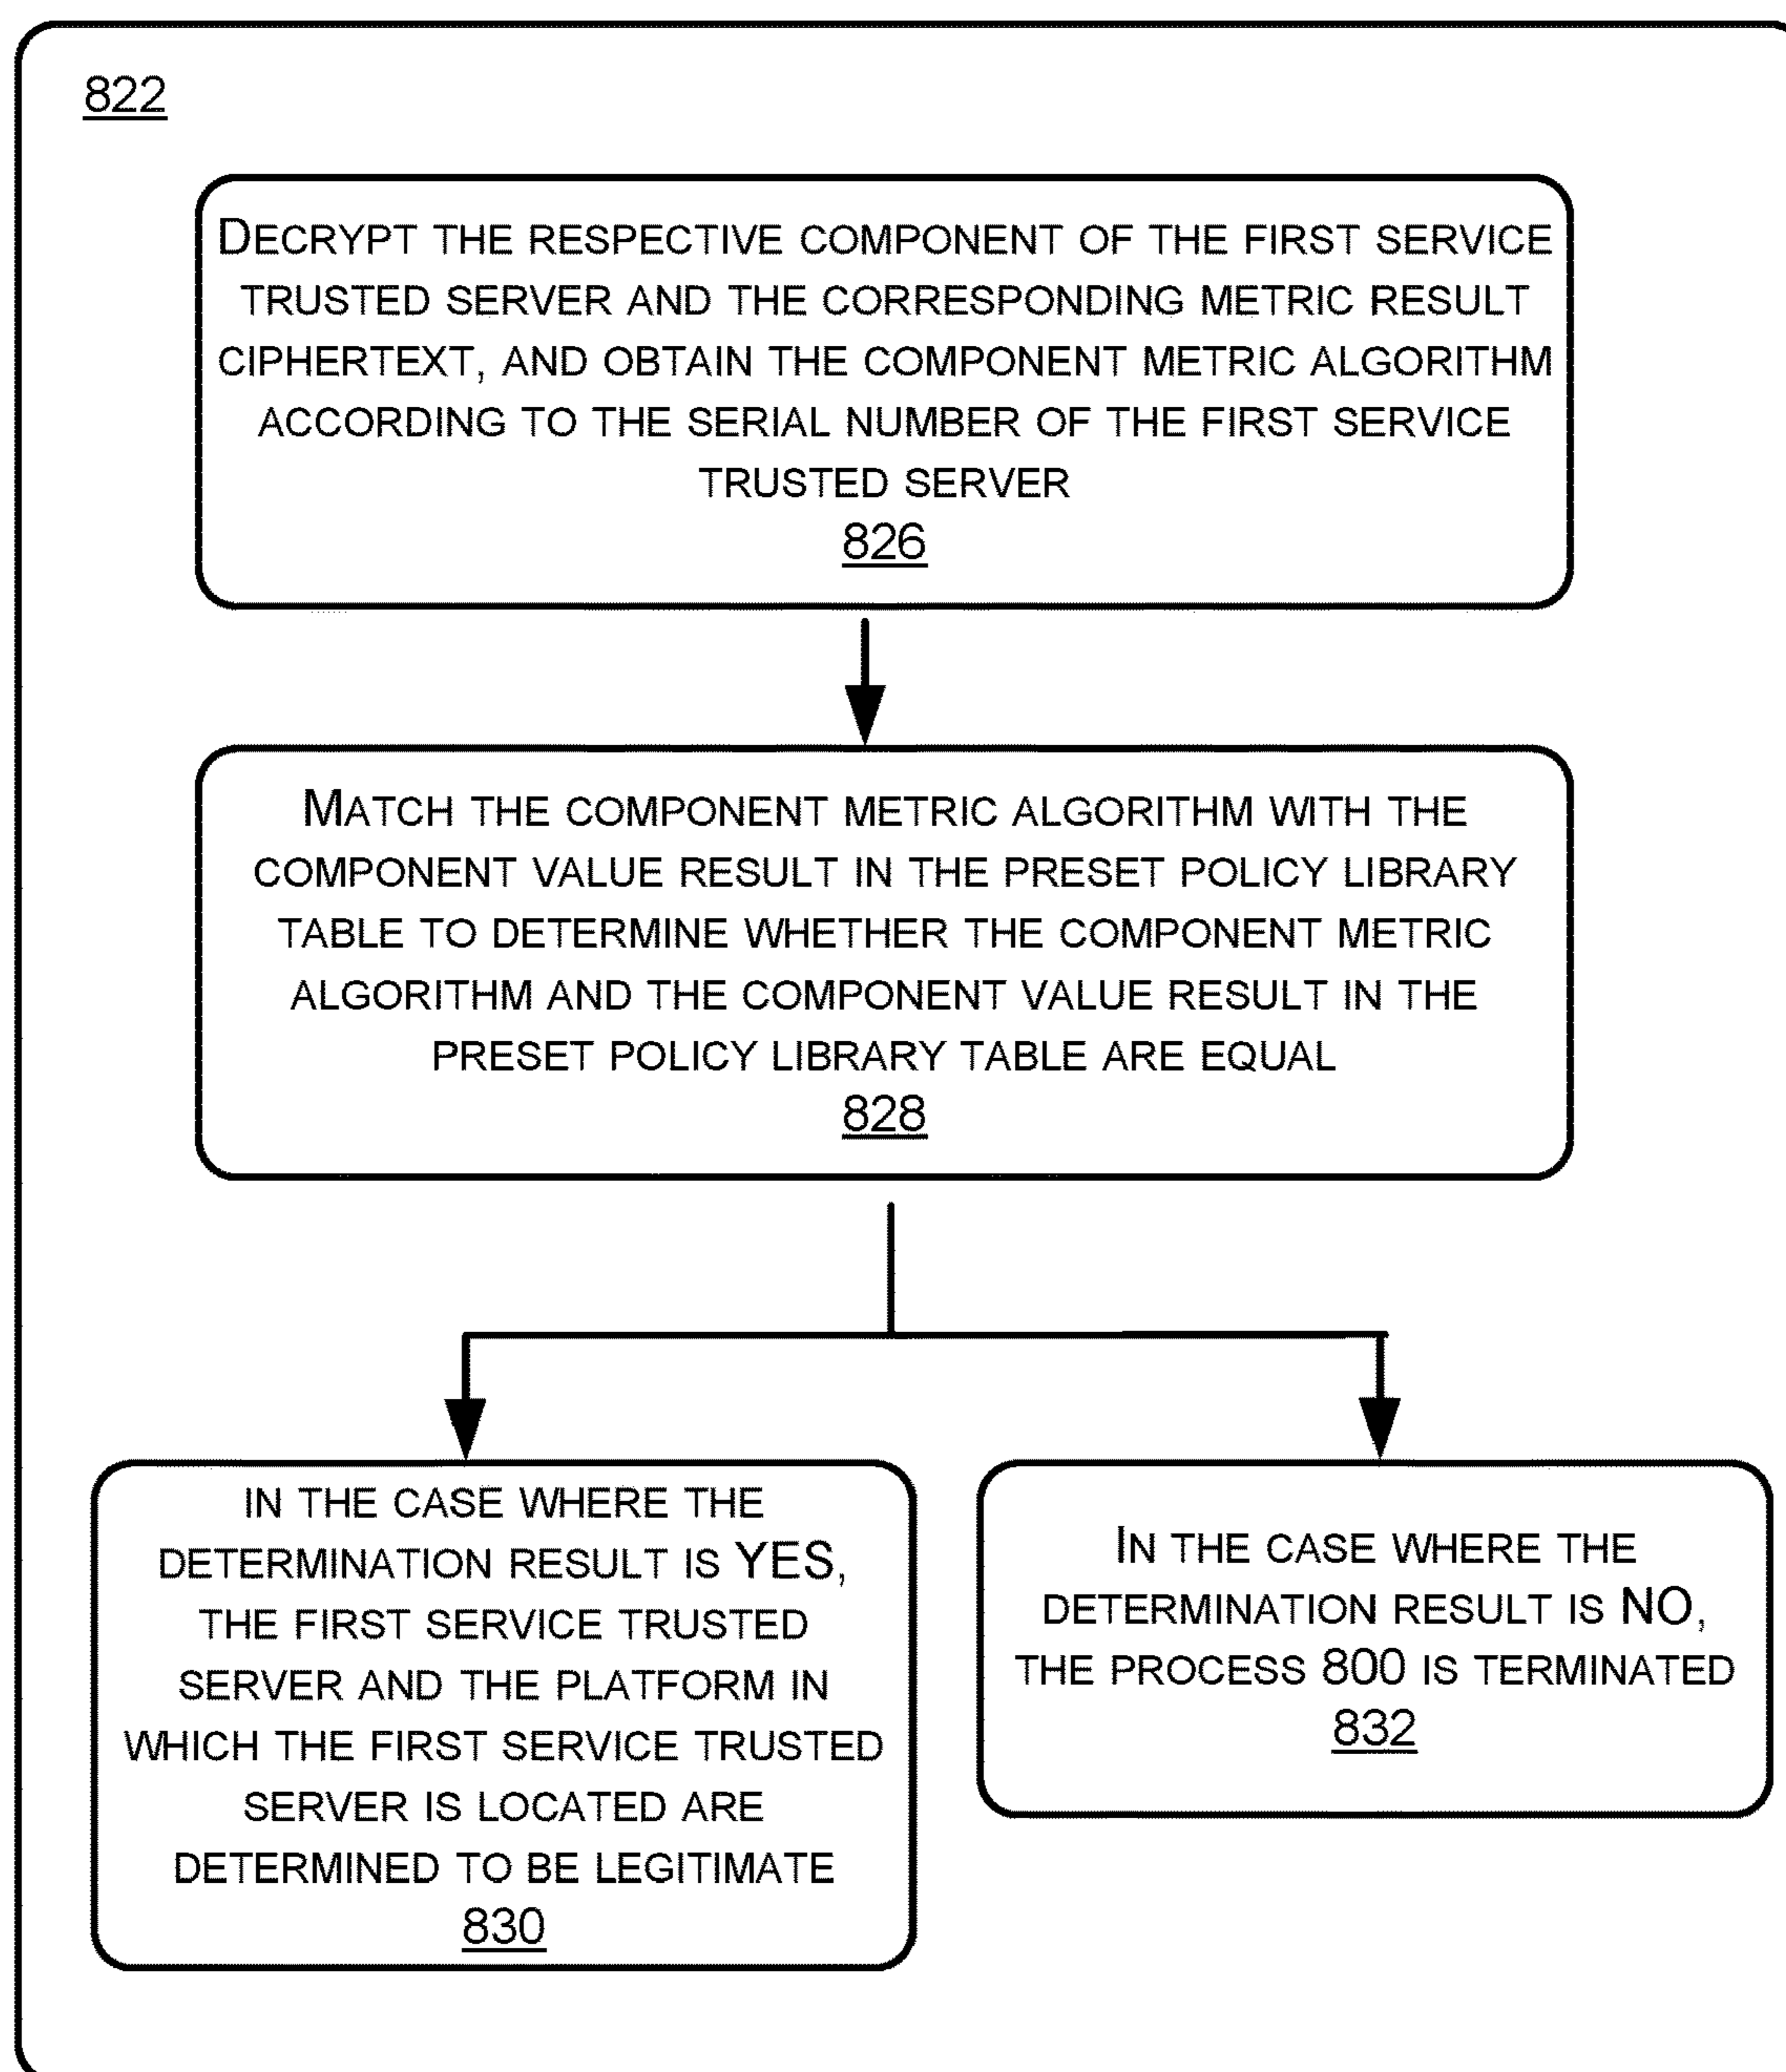 822
DECRYPT THE RESPECTIVE COMPONENT OF THE FIRST SERVICE
TRUSTED SERVER AND THE CORRESPONDING METRIC RESULT
CIPHERTEXT, AND OBTAIN THE COMPONENT METRIC ALGORITHM
ACCORDING TO THE SERIAL NUMBER OF THE FIRST SERVICE
TRUSTED SERVER
826
MATCH THE COMPONENT METRIC ALGORITHM WITH THE
COMPONENT VALUE RESULT IN THE PRESET POLICY LIBRARY
TABLE TO DETERMINE WHETHER THE COMPONENT METRIC
ALGORITHM AND THE COMPONENT VALUE RESULT IN THE
PRESET POLICY LIBRARY TABLE ARE EQUAL
828
IN THE CASE WHERE THE
DETERMINATION RESULT IS YES,
THE FIRST SERVICE TRUSTED
SERVER AND THE PLATFORM IN
WHICH THE FIRST SERVICE TRUSTED
SERVER IS LOCATED ARE
DETERMINED TO BE LEGITIMATE
830
IN THE CASE WHERE THE
DETERMINATION RESULT IS NO,
THE PROCESS 800 IS TERMINATED
832